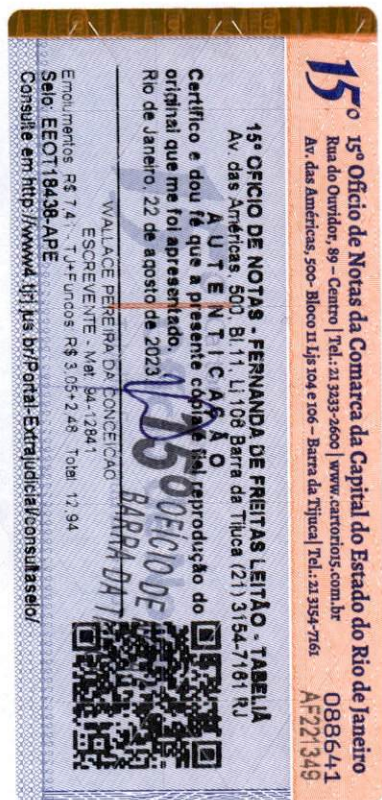 15º 15º Ofício de Notas da Comarca da Capital do Estado do Rio de Janeiro
Rua do Ouvidor, 89 – Centro | Tel.: 21 3233-2600 | www.cartorio15.com.br
Av. das Américas, 500- Bloco 11 Ljs 104 e 106 – Barra da Tijuca | Tel.: 21 3154-7161
088641
AF221349
15º OFICIO DE NOTAS - FERNANDA DE FREITAS LEITÃO - TABELIÃ
Av. das Américas, 500, Bl.11, Lj 106 Barra da Tijuca (21) 3154-7161 RJ
AUTENTICAÇÃO
Certifico e dou fé que a presente cópia é fiel reprodução do
original que me foi apresentado.
Rio de Janeiro, 22 de agosto de 2023
15º OFICIO DE
BARRA DA
WALLACE PEREIRA DA CONCEICAO
ESCREVENTE - Mat. 94-12841
Emolumentos: R$ 7.41 - TJ+Fundos: R$ 3.05+2.48 Total: 12.94
Selo: EEOT18438-APE
Consulte em http://www4.tjrj.jus.br/Portal-Extrajudicial/consultaselo/